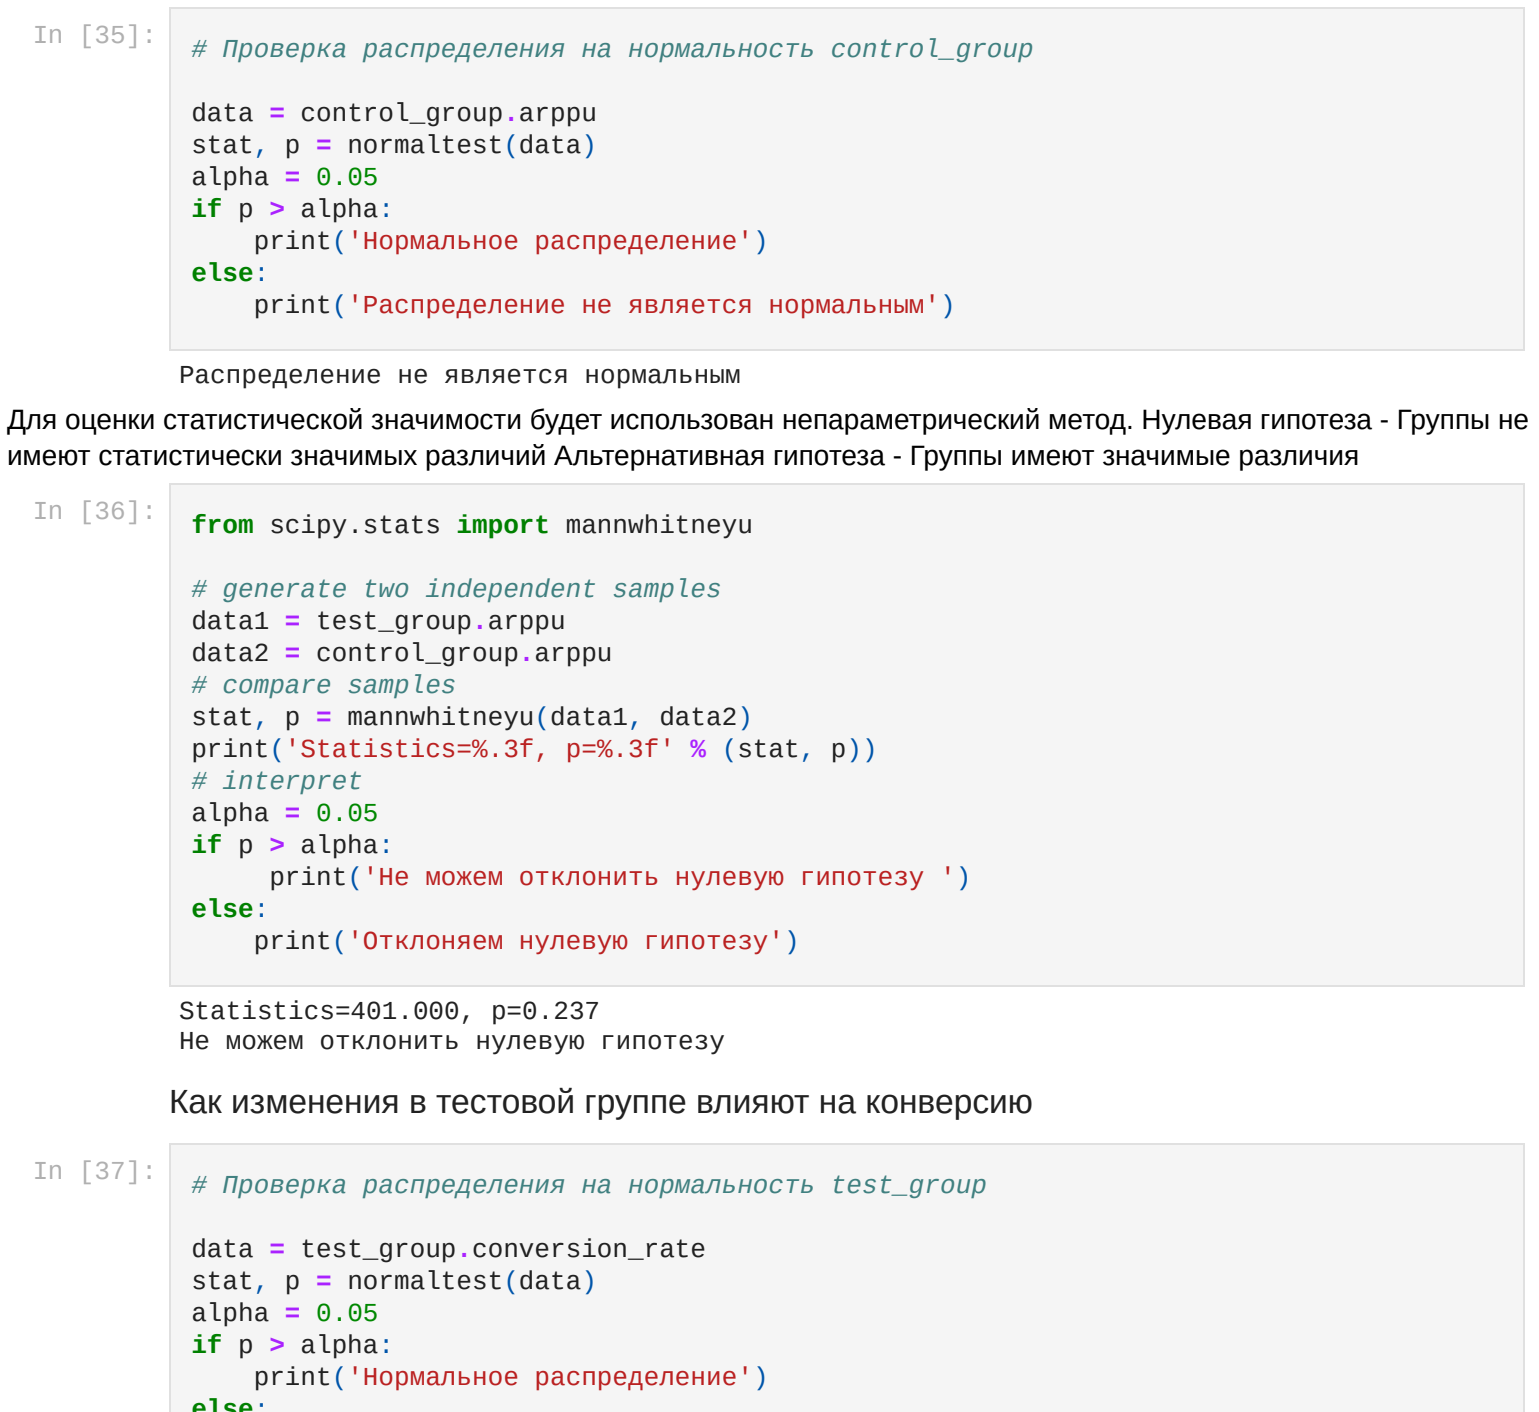 In [35]:
# Проверка распределения на нормальность control_group
data = control_group.arppu
stat, p = normaltest(data)
alpha = 0.05
if p > alpha:
    print('Нормальное распределение')
else:
    print('Распределение не является нормальным')
Распределение не является нормальным
Для оценки статистической значимости будет использован непараметрический метод. Нулевая гипотеза - Группы не
имеют статистически значимых различий Альтернативная гипотеза - Группы имеют значимые различия
In [36]:
from scipy.stats import mannwhitneyu
# generate two independent samples
data1 = test_group.arppu
data2 = control_group.arppu
# compare samples
stat, p = mannwhitneyu(data1, data2)
print('Statistics=%.3f, p=%.3f' % (stat, p))
# interpret
alpha = 0.05
if p > alpha:
     print('Не можем отклонить нулевую гипотезу ')
else:
    print('Отклоняем нулевую гипотезу')
Statistics=401.000, p=0.237
Не можем отклонить нулевую гипотезу
Как изменения в тестовой группе влияют на конверсию
In [37]:
# Проверка распределения на нормальность test_group
data = test_group.conversion_rate
stat, p = normaltest(data)
alpha = 0.05
if p > alpha:
    print('Нормальное распределение')
else: